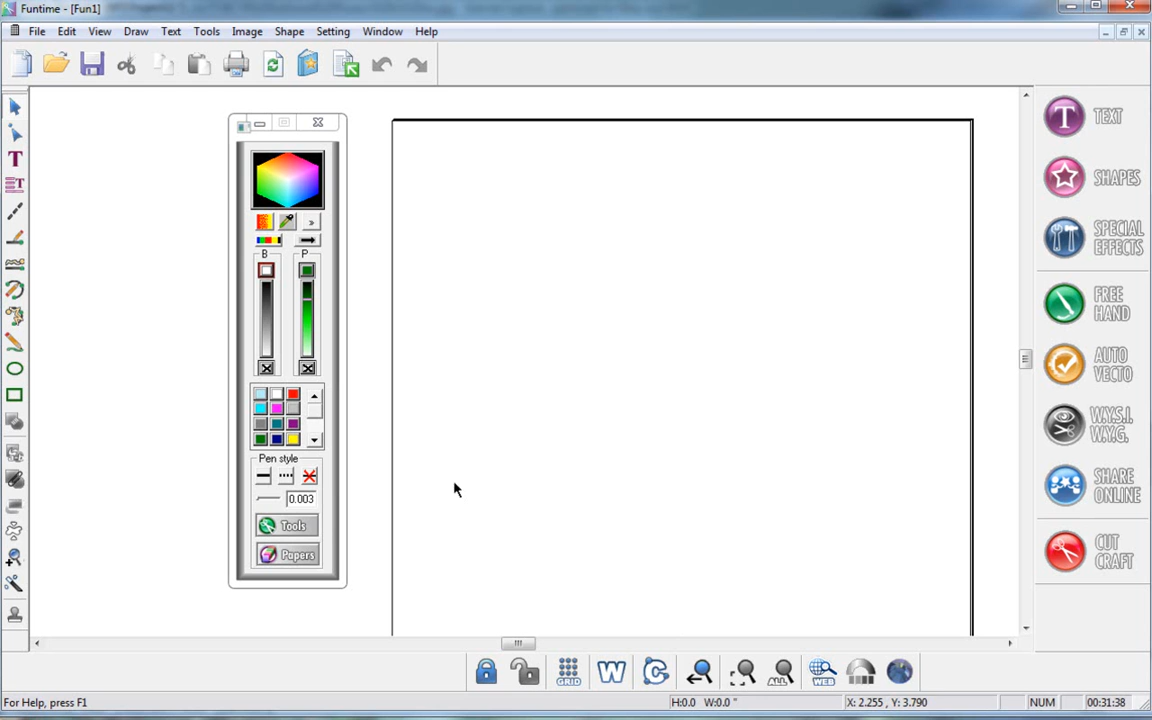 Funtime - [Fun1]
File Edit View Draw Text Tools Image Shape Setting Window Help
T TEXT
SHAPES
SPECIAL
EFFECTS
FREE
HAND
AUTO
VECTO
W.Y.S.I.
W.Y.G.
SHARE
ONLINE
CUT
CRAFT
T
T
»
B P
Pen style
0.003
Tools
Papers
GRID W C ALL WEB
For Help, press F1 H:0.0 W:0.0 " X: 2.255 , Y: 3.790 NUM 00:31:38